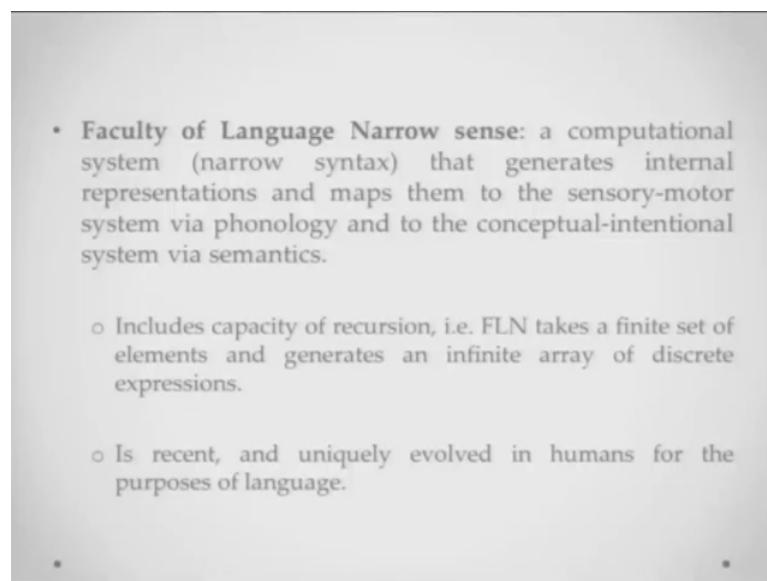 • Faculty of Language Narrow sense: a computational
system (narrow syntax) that generates internal
representations and maps them to the sensory-motor
system via phonology and to the conceptual-intentional
system via semantics.
o Includes capacity of recursion, i.e. FLN takes a finite set of
elements and generates an infinite array of discrete
expressions.
o Is recent, and uniquely evolved in humans for the
purposes of language.